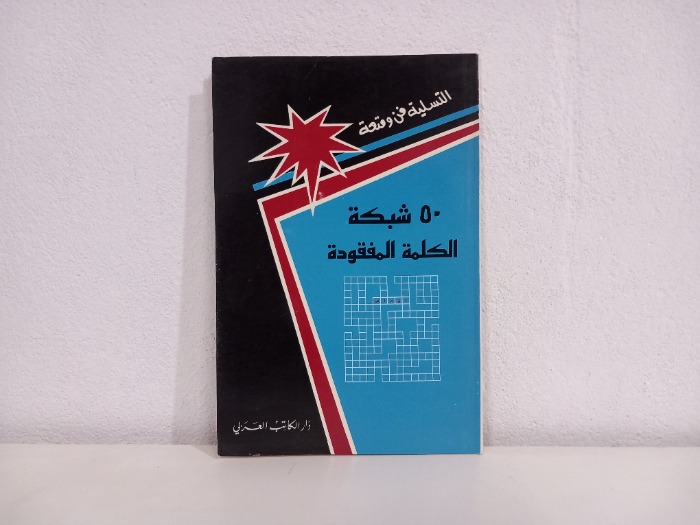 التسلية فن ومتعة
٥٠ شبكة
الكلمة المفقودة
دار الكاتب العربي